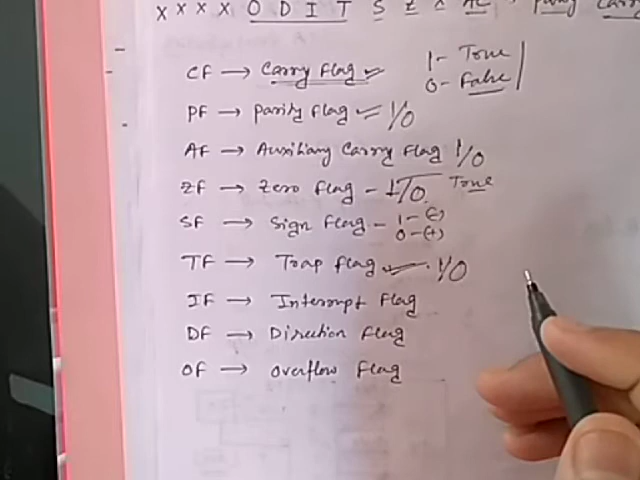 X X X X O D I T S Z X AC
CF → Carry Flag ✓ 1 - True
0 - False
PF → Parity flag ✓ 1/0
AF → Auxiliary Carry Flag 1/0
ZF → Zero flag - 1/0. True
SF → Sign Flag - 1 - (-)
0 - (+)
TF → Trap flag ✓ 1/0
IF → Interrupt Flag
DF → Direction Flag
OF → Overflow Flag